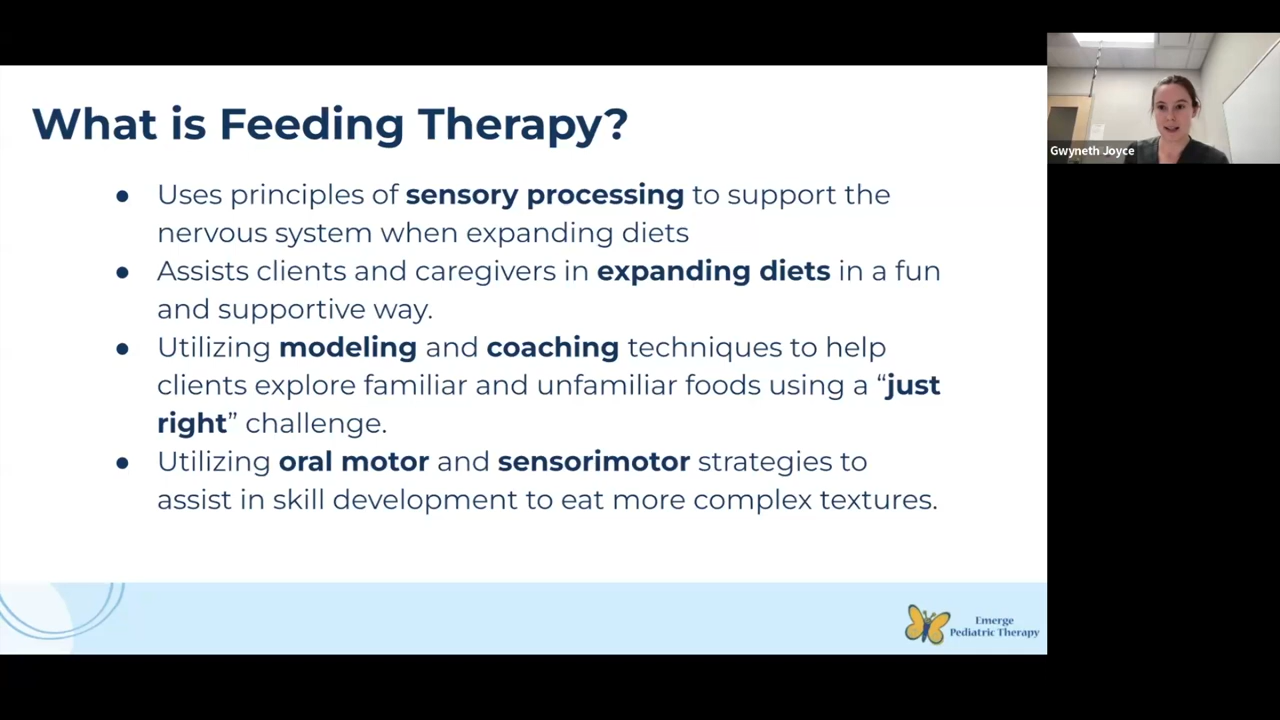 What is Feeding Therapy?
● Uses principles of sensory processing to support the
nervous system when expanding diets
● Assists clients and caregivers in expanding diets in a fun
and supportive way.
● Utilizing modeling and coaching techniques to help
clients explore familiar and unfamiliar foods using a “just
right” challenge.
● Utilizing oral motor and sensorimotor strategies to
assist in skill development to eat more complex textures.
Emerge
Pediatric Therapy
Gwyneth Joyce